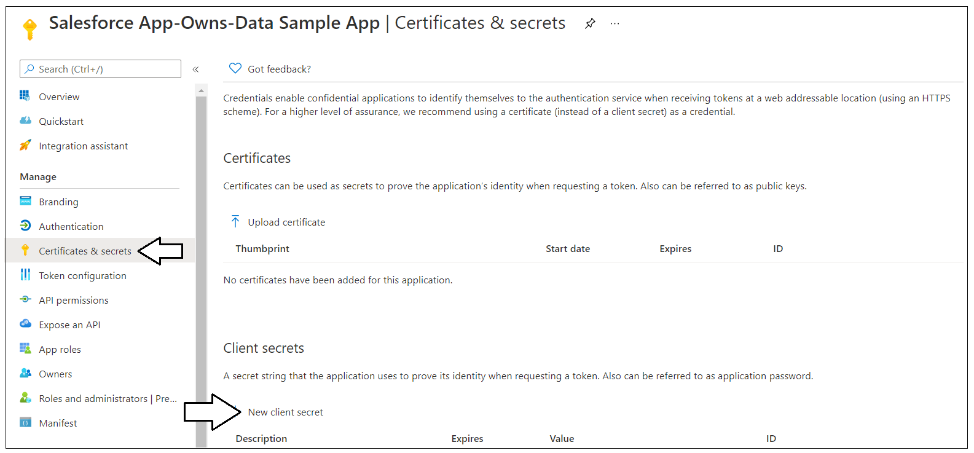 Salesforce App-Owns-Data Sample App | Certificates & secrets
Search (Ctrl+/)
«
Overview
Quickstart
Integration assistant
Manage
Branding
Authentication
Certificates & secrets
Token configuration
API permissions
Expose an API
App roles
Owners
Roles and administrators | Pre...
Manifest
Got feedback?
Credentials enable confidential applications to identify themselves to the authentication service when receiving tokens at a web addressable location (using an HTTPS
scheme). For a higher level of assurance, we recommend using a certificate (instead of a client secret) as a credential.
Certificates
Certificates can be used as secrets to prove the application's identity when requesting a token. Also can be referred to as public keys.
Upload certificate
Thumbprint Start date Expires ID
No certificates have been added for this application.
Client secrets
A secret string that the application uses to prove its identity when requesting a token. Also can be referred to as application password.
New client secret
Description Expires Value ID